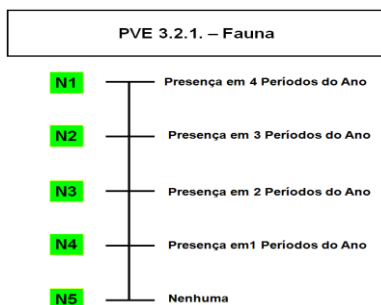 PVE 3.2.1. – Fauna
N1 Presença em 4 Períodos do Ano
N2 Presença em 3 Períodos do Ano
N3 Presença em 2 Períodos do Ano
N4 Presença em1 Períodos do Ano
N5 Nenhuma